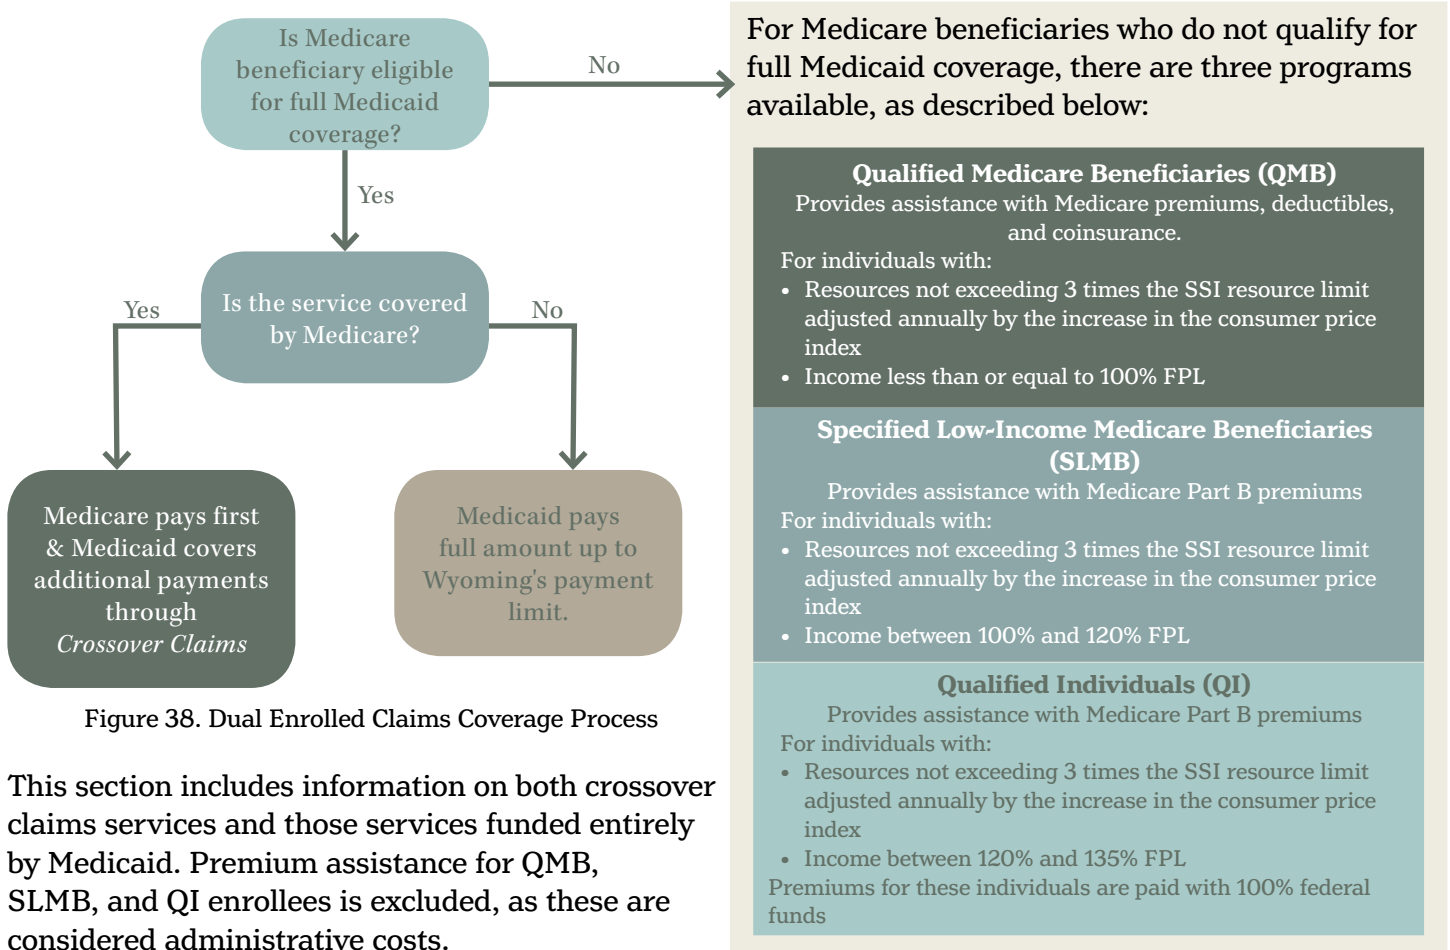 Is Medicare
beneficiary eligible
for full Medicaid
coverage?
No
Yes
Is the service covered
by Medicare?
Yes
No
Medicare pays first
& Medicaid covers
additional payments
through
Crossover Claims
Medicaid pays
full amount up to
Wyoming's payment
limit.
Figure 38. Dual Enrolled Claims Coverage Process
This section includes information on both crossover
claims services and those services funded entirely
by Medicaid. Premium assistance for QMB,
SLMB, and QI enrollees is excluded, as these are
considered administrative costs.
For Medicare beneficiaries who do not qualify for
full Medicaid coverage, there are three programs
available, as described below:
Qualified Medicare Beneficiaries (QMB)
Provides assistance with Medicare premiums, deductibles,
and coinsurance.
For individuals with:
• Resources not exceeding 3 times the SSI resource limit
adjusted annually by the increase in the consumer price
index
• Income less than or equal to 100% FPL
Specified Low-Income Medicare Beneficiaries
(SLMB)
Provides assistance with Medicare Part B premiums
For individuals with:
• Resources not exceeding 3 times the SSI resource limit
adjusted annually by the increase in the consumer price
index
• Income between 100% and 120% FPL
Qualified Individuals (QI)
Provides assistance with Medicare Part B premiums
For individuals with:
• Resources not exceeding 3 times the SSI resource limit
adjusted annually by the increase in the consumer price
index
• Income between 120% and 135% FPL
Premiums for these individuals are paid with 100% federal
funds